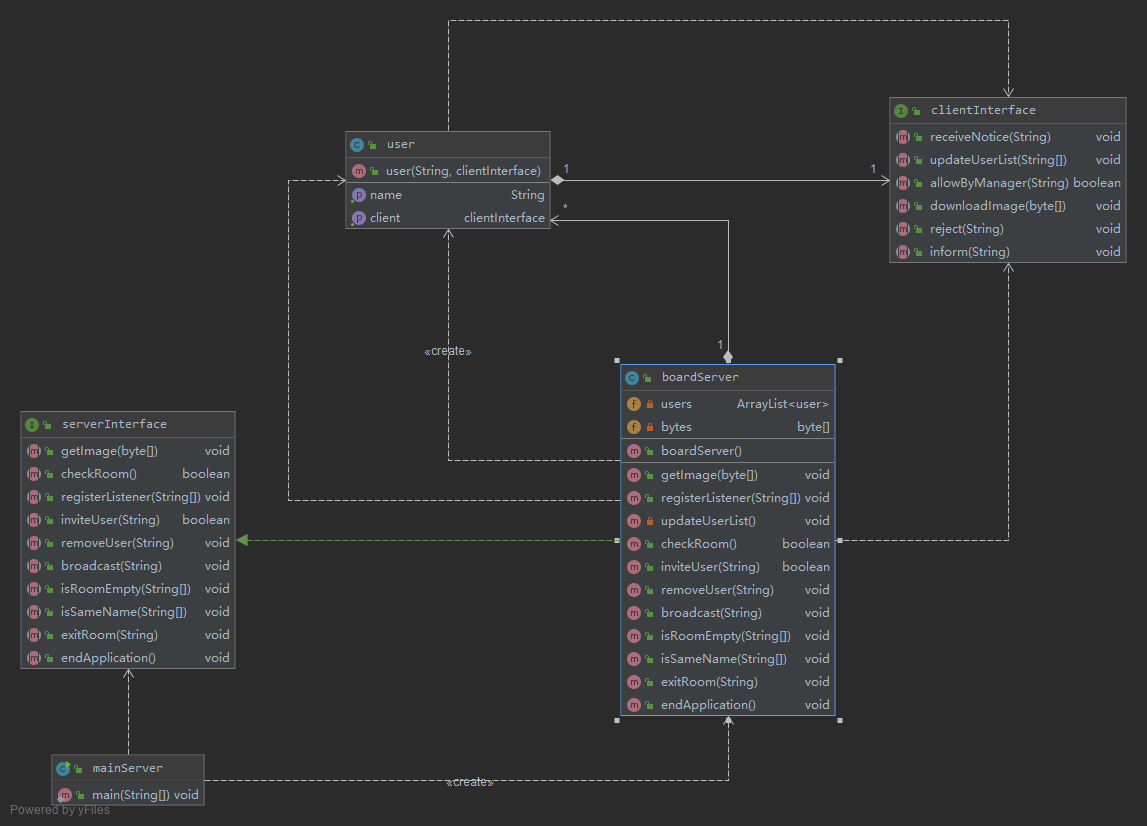 user
user(String, clientInterface)
name String
client clientInterface
1
1
*
1
clientInterface
receiveNotice(String) void
updateUserList(String[]) void
allowByManager(String) boolean
downloadImage(byte[]) void
reject(String) void
inform(String) void
«create»
boardServer
users ArrayList<user>
bytes byte[]
boardServer()
getImage(byte[]) void
registerListener(String[]) void
updateUserList() void
checkRoom() boolean
inviteUser(String) boolean
removeUser(String) void
broadcast(String) void
isRoomEmpty(String[]) void
isSameName(String[]) void
exitRoom(String) void
endApplication() void
serverInterface
getImage(byte[]) void
checkRoom() boolean
registerListener(String[]) void
inviteUser(String) boolean
removeUser(String) void
broadcast(String) void
isRoomEmpty(String[]) void
isSameName(String[]) void
exitRoom(String) void
endApplication() void
mainServer
main(String[]) void
«create»
Powered by yFiles